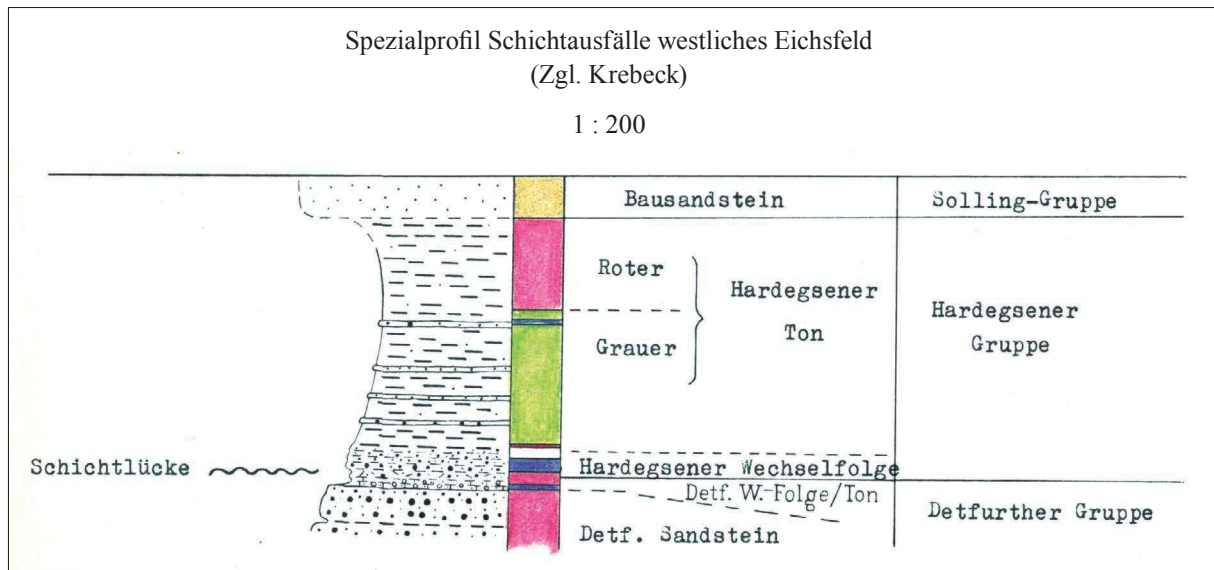 Spezialprofil Schichtausfälle westliches Eichsfeld
(Zgl. Krebeck)
1 : 200
Bausandstein
Solling-Gruppe
Roter
Hardegsener
Ton
Grauer
Hardegsener
Gruppe
Schichtlücke
Hardegsener Wechselfolge
Detf. W.-Folge/Ton
Detf. Sandstein
Detfurther Gruppe